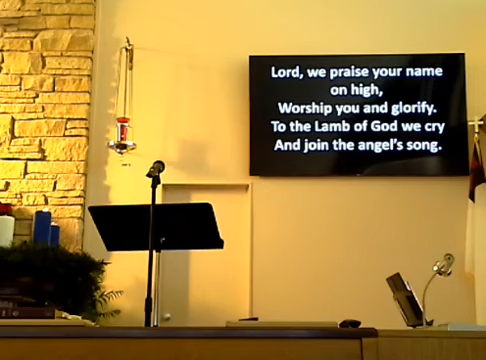 Lord, we praise your name
on high,
Worship you and glorify.
To the Lamb of God we cry
And join the angel's song.